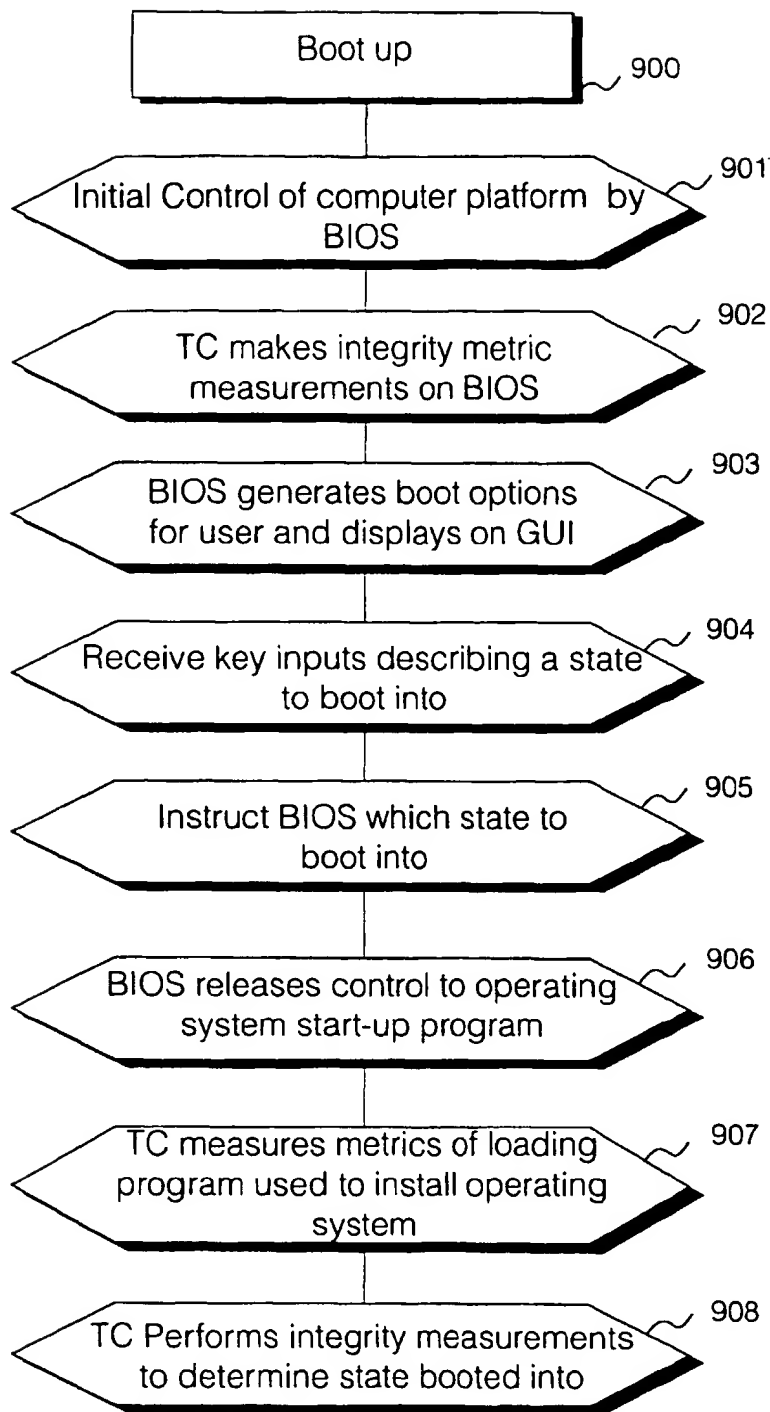 Boot up
900
901
Initial Control of computer platform by
BIOS
902
TC makes integrity metric
measurements on BIOS
903
BIOS generates boot options
for user and displays on GUI
904
Receive key inputs describing a state
to boot into
905
Instruct BIOS which state to
boot into
906
BIOS releases control to operating
system start-up program
907
TC measures metrics of loading
program used to install operating
system
908
TC Performs integrity measurements
to determine state booted into